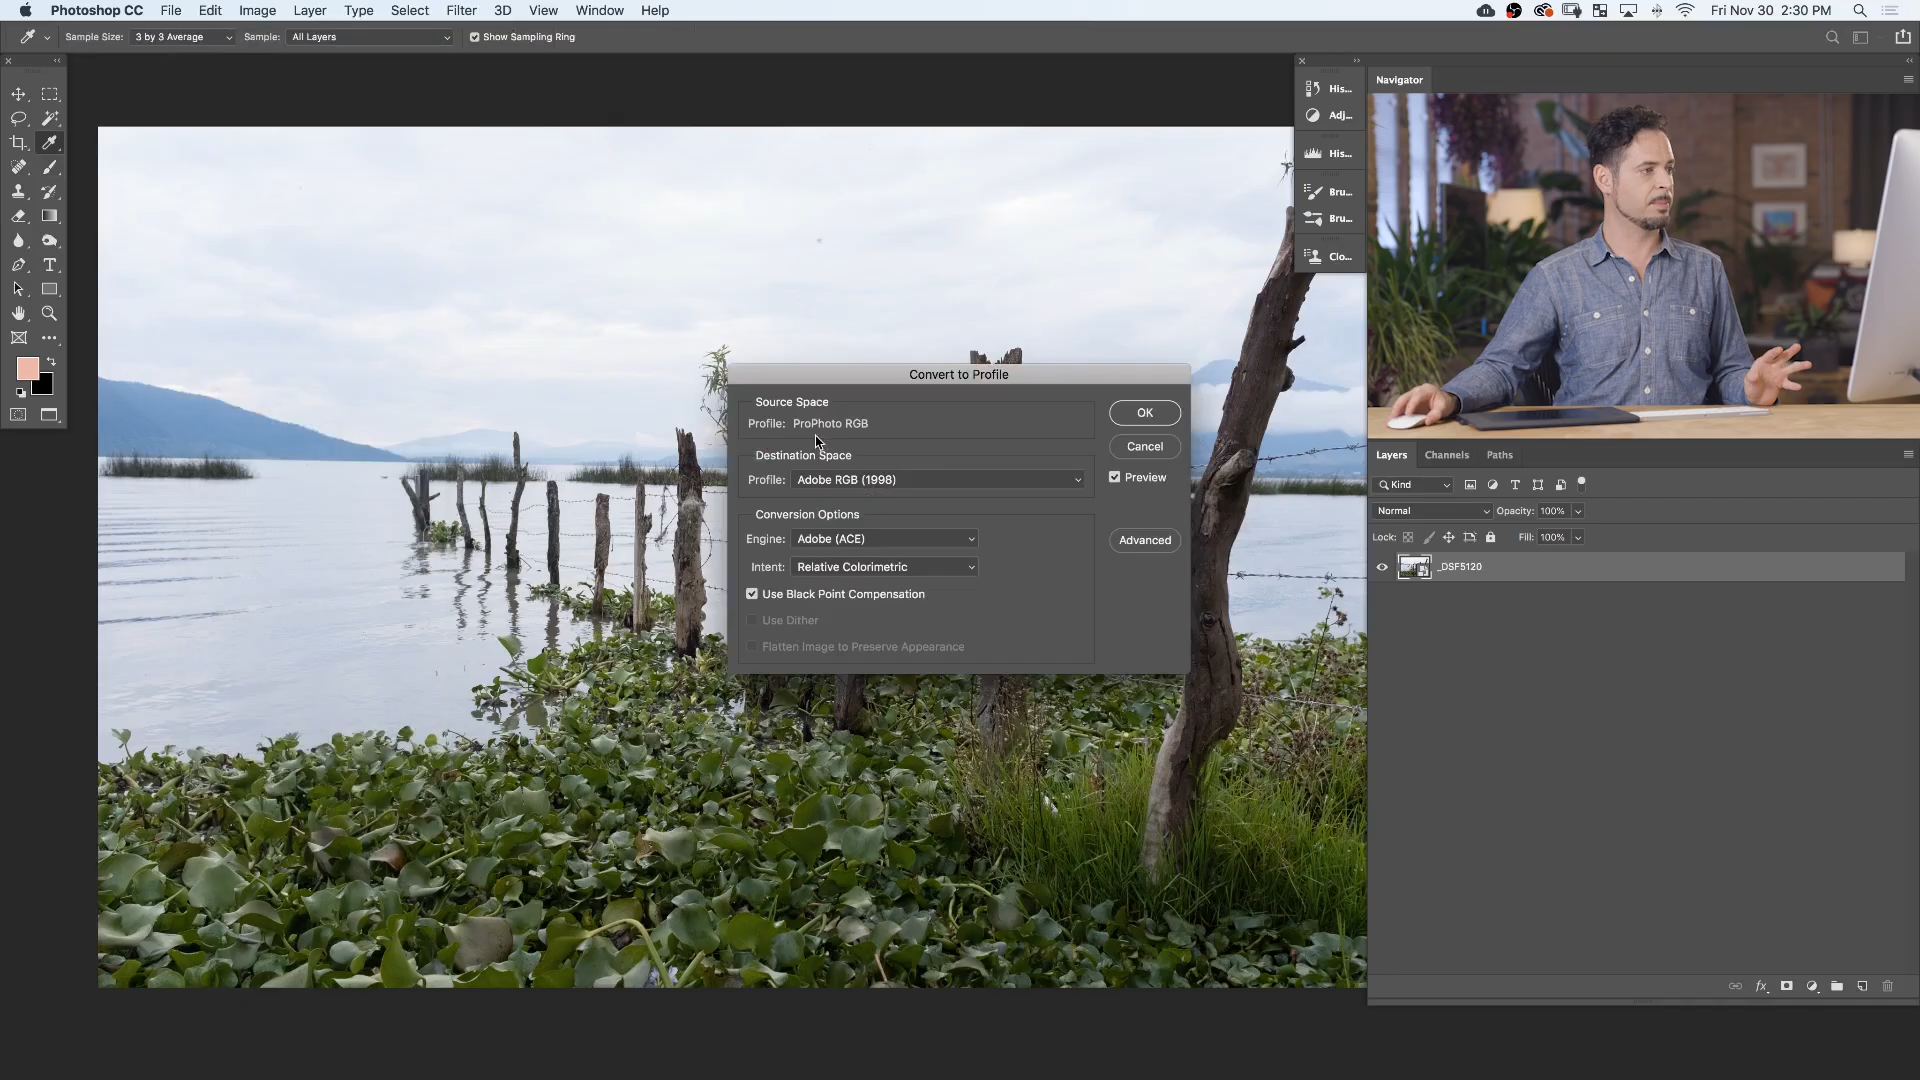 Photoshop CC File Edit Image Layer Type Select Filter 3D View Window Help Fri Nov 30 2:30 PM
Sample Size: 3 by 3 Average Sample: All Layers Show Sampling Ring
Navigator
His...
Adj...
His...
Bru...
Bru...
Clo...
Convert to Profile
Source Space
Profile: ProPhoto RGB
Destination Space
Profile: Adobe RGB (1998)
Conversion Options
Engine: Adobe (ACE)
Intent: Relative Colorimetric
Use Black Point Compensation
Use Dither
Flatten Image to Preserve Appearance
OK
Cancel
Preview
Advanced
Layers Channels Paths
Kind
Normal Opacity: 100%
Lock: Fill: 100%
_DSF5120
fx